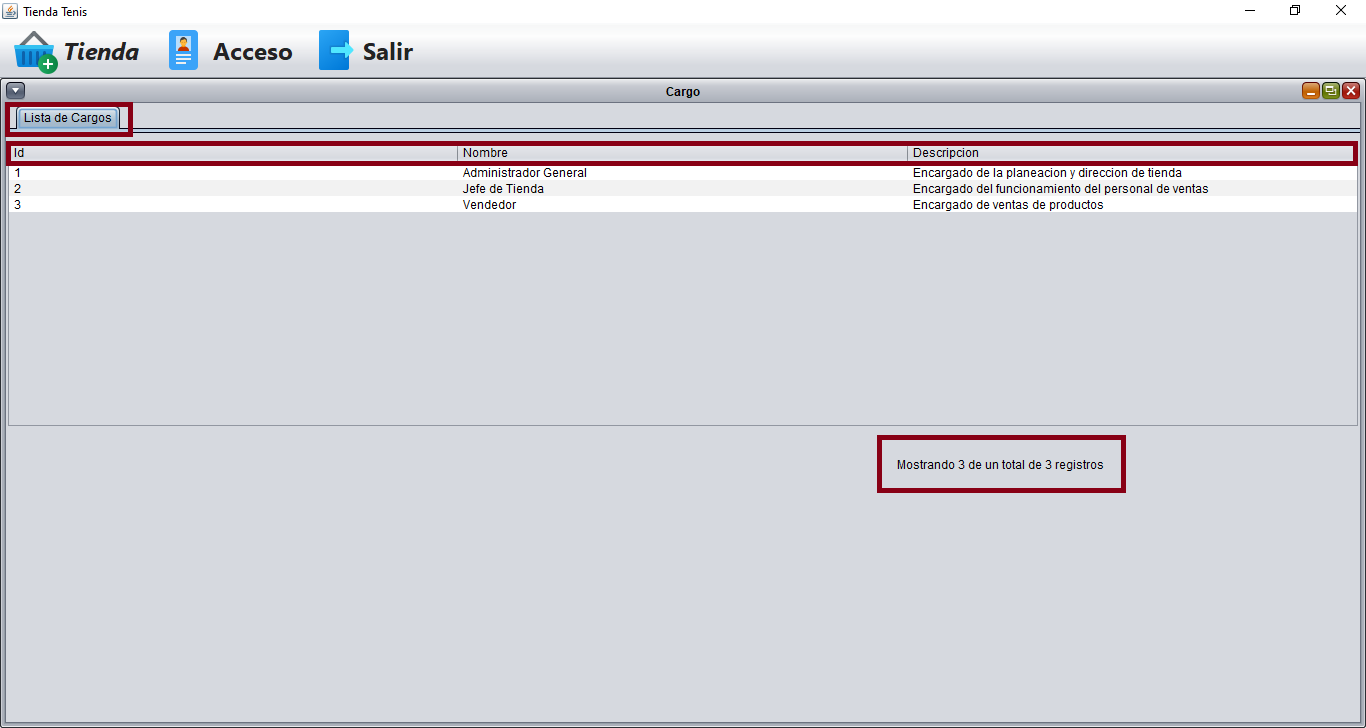 Tienda Tenis
Tienda Acceso Salir
Cargo
Lista de Cargos
Id Nombre Descripcion
1 Administrador General Encargado de la planeacion y direccion de tienda
2 Jefe de Tienda Encargado del funcionamiento del personal de ventas
3 Vendedor Encargado de ventas de productos
Mostrando 3 de un total de 3 registros